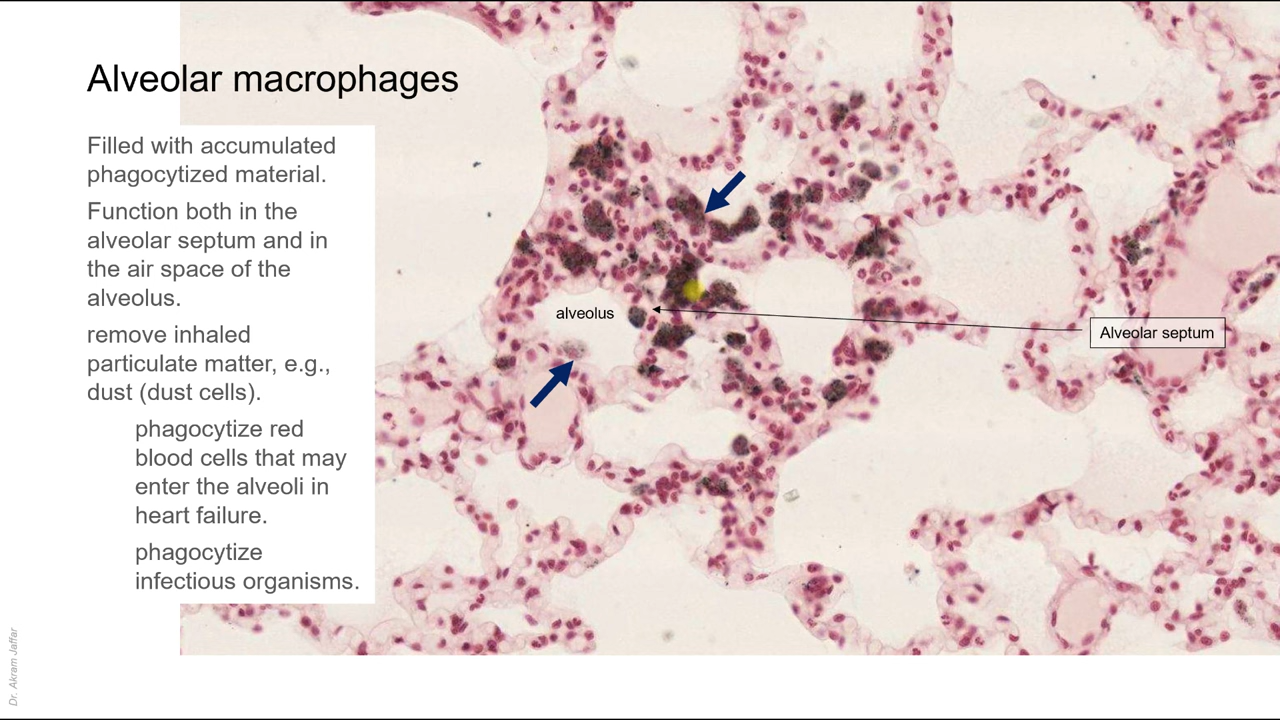 Alveolar macrophages
Filled with accumulated
phagocytized material.
Function both in the
alveolar septum and in
the air space of the
alveolus.
remove inhaled
particulate matter, e.g.,
dust (dust cells).
phagocytize red
blood cells that may
enter the alveoli in
heart failure.
phagocytize
infectious organisms.
alveolus
Alveolar septum
Dr. Akram Jaffar